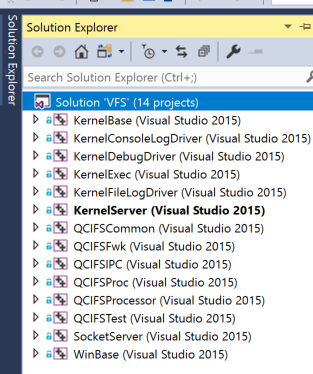 Solution Explorer
Solution Explorer
Search Solution Explorer (Ctrl+;)
Solution 'VFS' (14 projects)
KernelBase (Visual Studio 2015)
KernelConsoleLogDriver (Visual Studio 2015)
KernelDebugDriver (Visual Studio 2015)
KernelExec (Visual Studio 2015)
KernelFileLogDriver (Visual Studio 2015)
KernelServer (Visual Studio 2015)
QCIFSCommon (Visual Studio 2015)
QCIFSFwk (Visual Studio 2015)
QCIFSIPC (Visual Studio 2015)
QCIFSProc (Visual Studio 2015)
QCIFSProcessor (Visual Studio 2015)
QCIFSTest (Visual Studio 2015)
SocketServer (Visual Studio 2015)
WinBase (Visual Studio 2015)